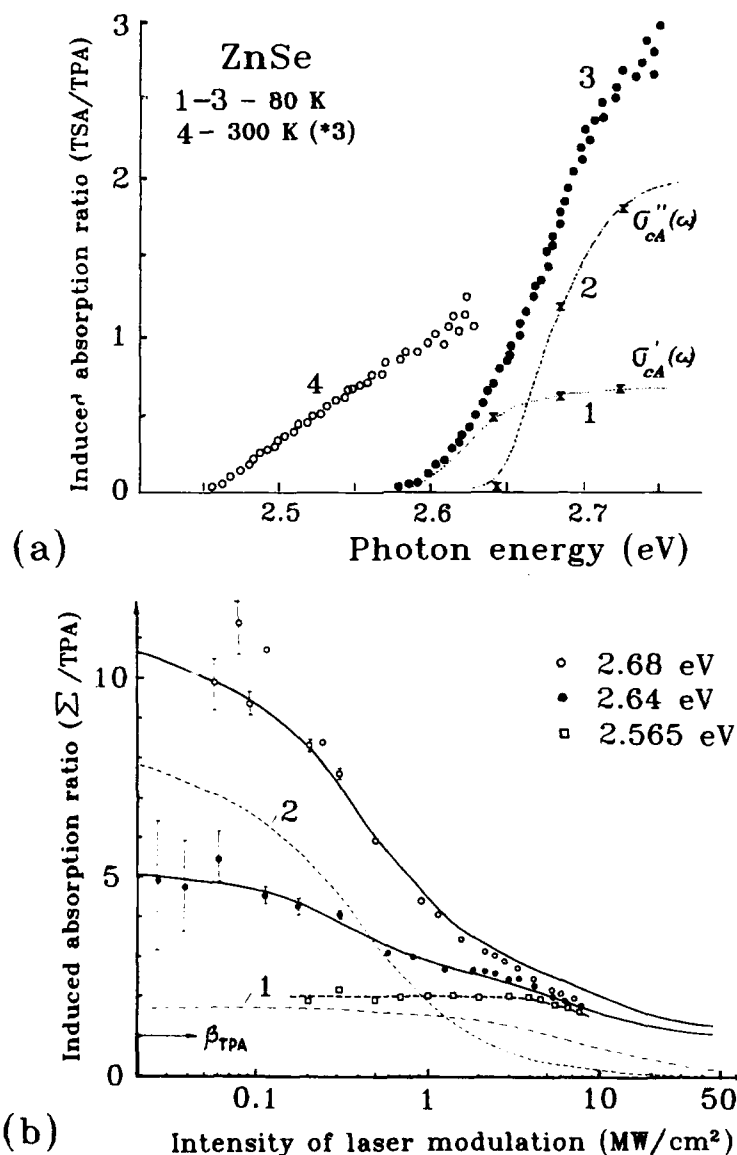 3
2
1
0
Induced absorption ratio (TSA/TPA)
ZnSe
1-3 - 80 K
4 - 300 K (*3)
3
σ''cA(ω)
2
σ'cA(ω)
1
4
2.5
2.6
2.7
(a)
Photon energy (eV)
10
5
0
Induced absorption ratio (Σ/TPA)
2.68 eV
2.64 eV
2.565 eV
2
1
βTPA
0.1
1
10
50
(b)
Intensity of laser modulation (MW/cm²)